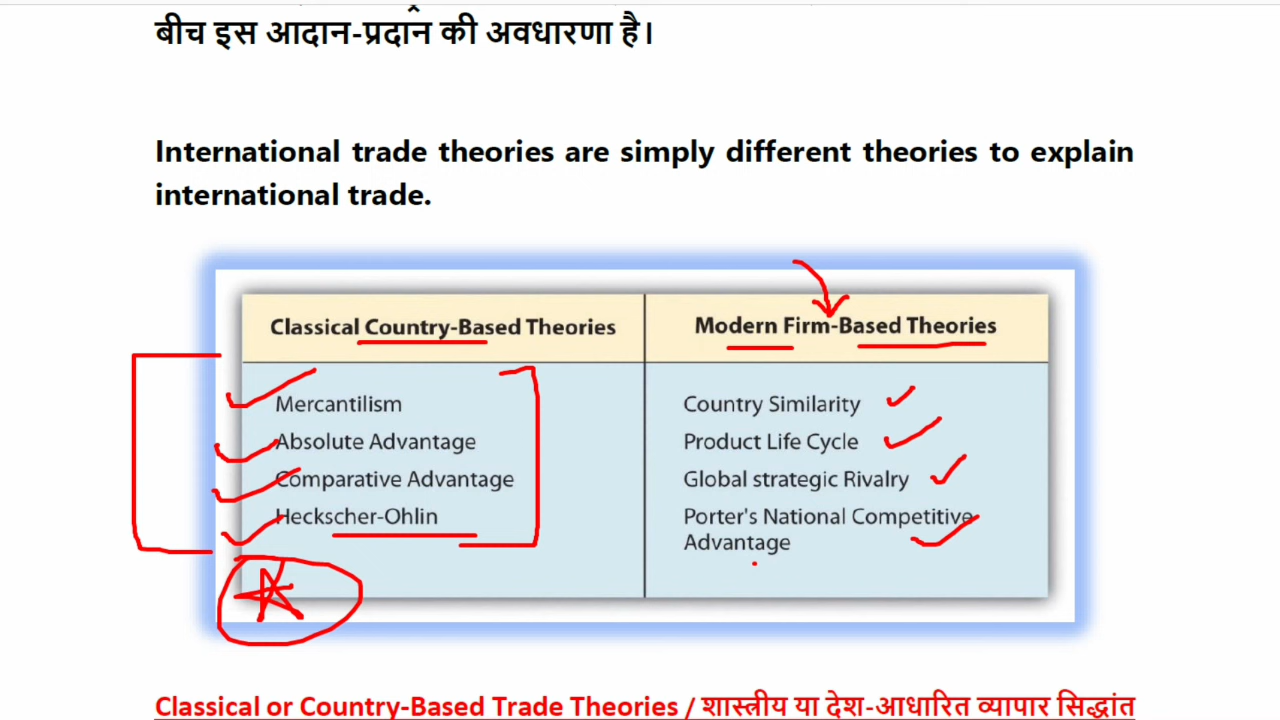 बीच इस आदान-प्रदान की अवधारणा है।
International trade theories are simply different theories to explain
international trade.
Classical Country-Based Theories
Mercantilism
Absolute Advantage
Comparative Advantage
Heckscher-Ohlin
Modern Firm-Based Theories
Country Similarity
Product Life Cycle
Global strategic Rivalry
Porter's National Competitive
Advantage
Classical or Country-Based Trade Theories / शास्त्रीय या देश-आधारित व्यापार सिद्धांत